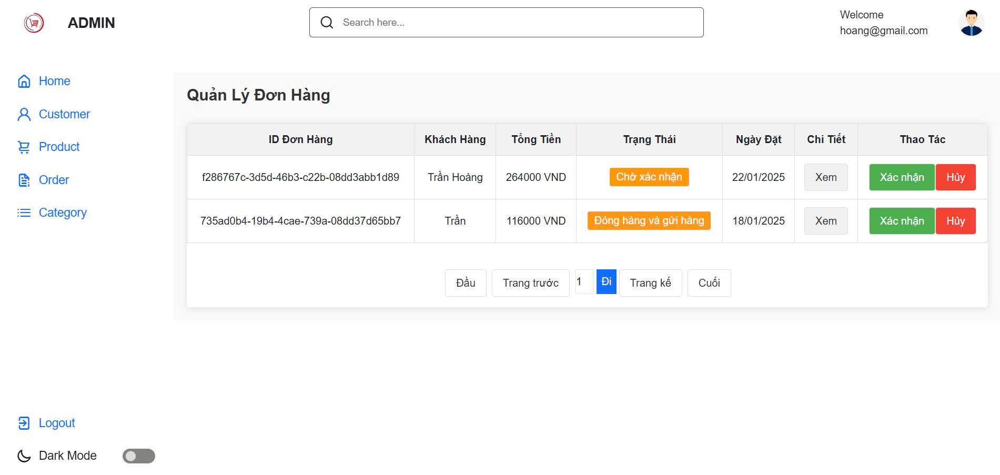 ADMIN
Search here...
Welcome
hoang@gmail.com
Home
Customer
Product
Order
Category
Logout
Dark Mode
Quản Lý Đơn Hàng
ID Đơn Hàng Khách Hàng Tổng Tiền Trạng Thái Ngày Đặt Chi Tiết Thao Tác
f286767c-3d5d-46b3-c22b-08dd3abb1d89 Trần Hoàng 264000 VND Chờ xác nhận 22/01/2025 Xem Xác nhận Hủy
735ad0b4-19b4-4cae-739a-08dd37d65bb7 Trần 116000 VND Đóng hàng và gửi hàng 18/01/2025 Xem Xác nhận Hủy
Đầu Trang trước 1 Đi Trang kế Cuối